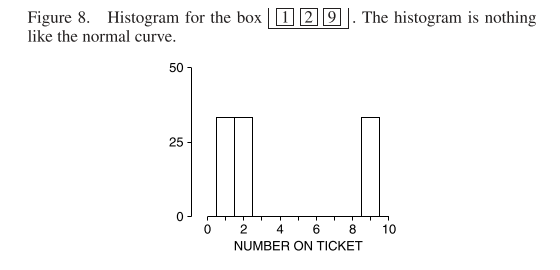 Figure 8. Histogram for the box 1 2 9. The histogram is nothing
like the normal curve.
50
25
0
0 2 4 6 8 10
NUMBER ON TICKET